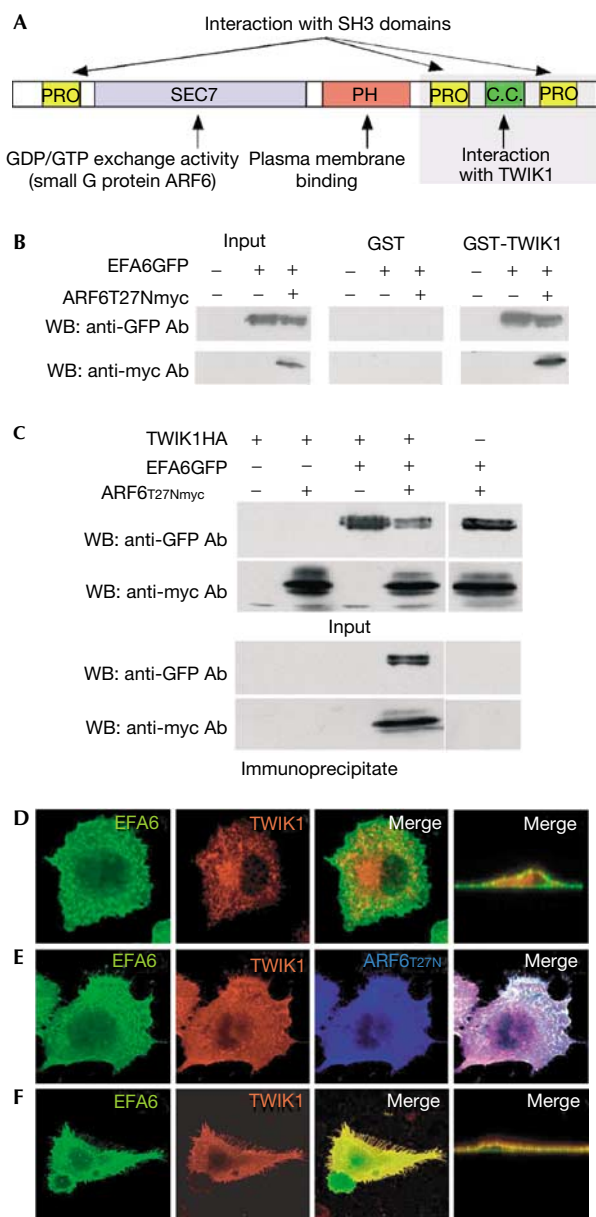 A
Interaction with SH3 domains
PRO SEC7 PH PRO C.C. PRO
GDP/GTP exchange activity
(small G protein ARF6)
Plasma membrane
binding
Interaction
with TWIK1
B
Input GST GST-TWIK1
EFA6GFP – + + – + + – + +
ARF6T27Nmyc – – + – – + – – +
WB: anti-GFP Ab
WB: anti-myc Ab
C
TWIK1HA + + + + –
EFA6GFP – – + + +
ARF6T27Nmyc – + – + +
WB: anti-GFP Ab
WB: anti-myc Ab
Input
WB: anti-GFP Ab
WB: anti-myc Ab
Immunoprecipitate
D EFA6 TWIK1 Merge Merge
E EFA6 TWIK1 ARF6T27N Merge
F EFA6 TWIK1 Merge Merge